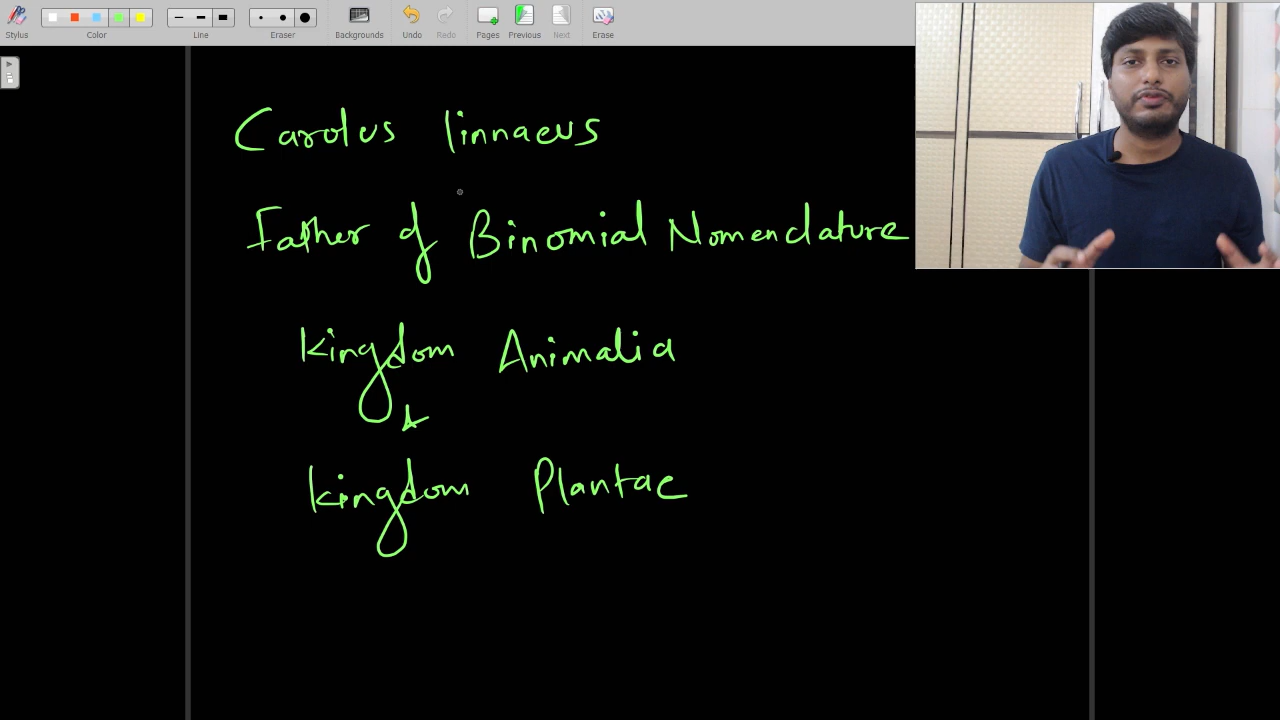 Stylus Color Line Eraser Backgrounds Undo Redo Pages Previous Next Erase
Carolus linnaeus
Father of Binomial Nomenclature
Kingdom Animalia
&
Kingdom Plantae